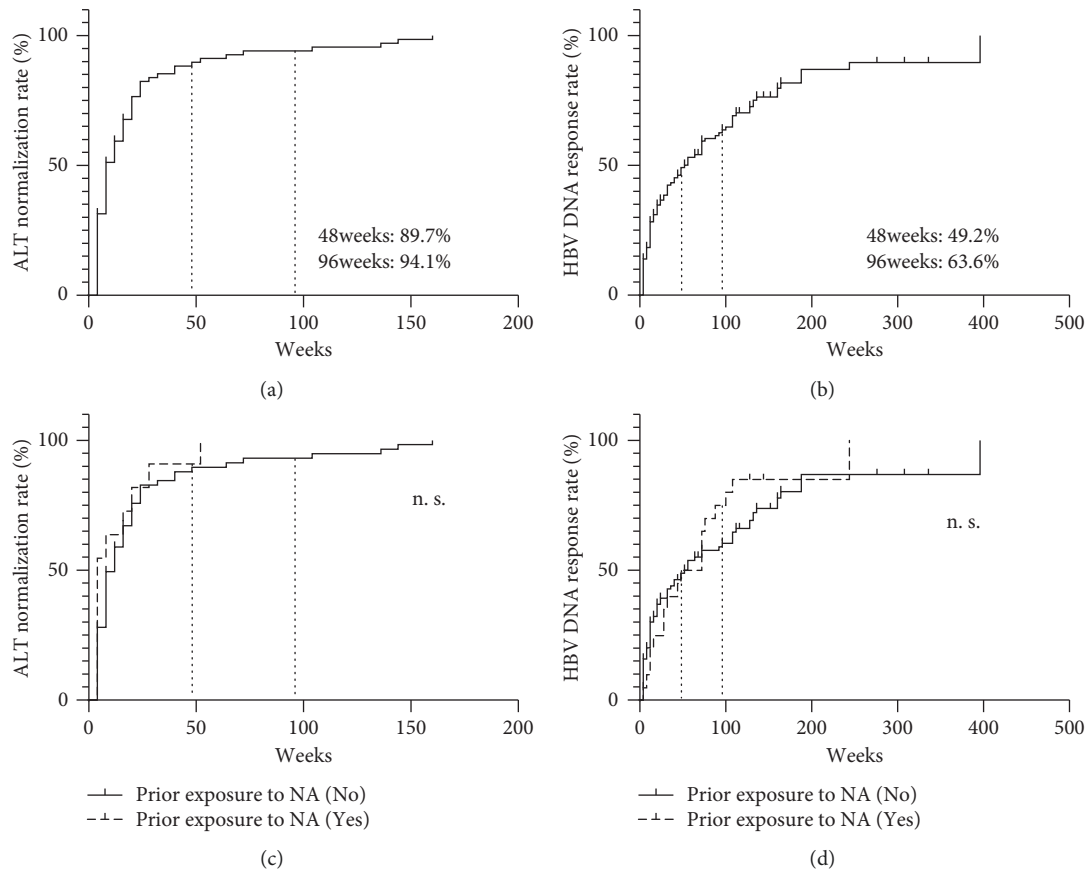 ALT normalization rate (%)
100
50
0
48weeks: 89.7%
96weeks: 94.1%
0 50 100 150 200
Weeks
(a)
HBV DNA response rate (%)
100
50
0
48weeks: 49.2%
96weeks: 63.6%
0 100 200 300 400 500
Weeks
(b)
ALT normalization rate (%)
100
50
0
n. s.
0 50 100 150 200
Weeks
Prior exposure to NA (No)
Prior exposure to NA (Yes)
(c)
HBV DNA response rate (%)
100
50
0
n. s.
0 100 200 300 400 500
Weeks
Prior exposure to NA (No)
Prior exposure to NA (Yes)
(d)